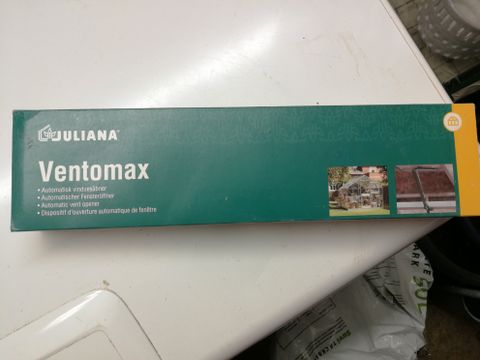 JULIANA
Ventomax
• Automatisk vinduesåbner
• Automatischer Fensteröffner
• Automatic vent opener
• Dispositif d'ouverture automatique de fenêtre